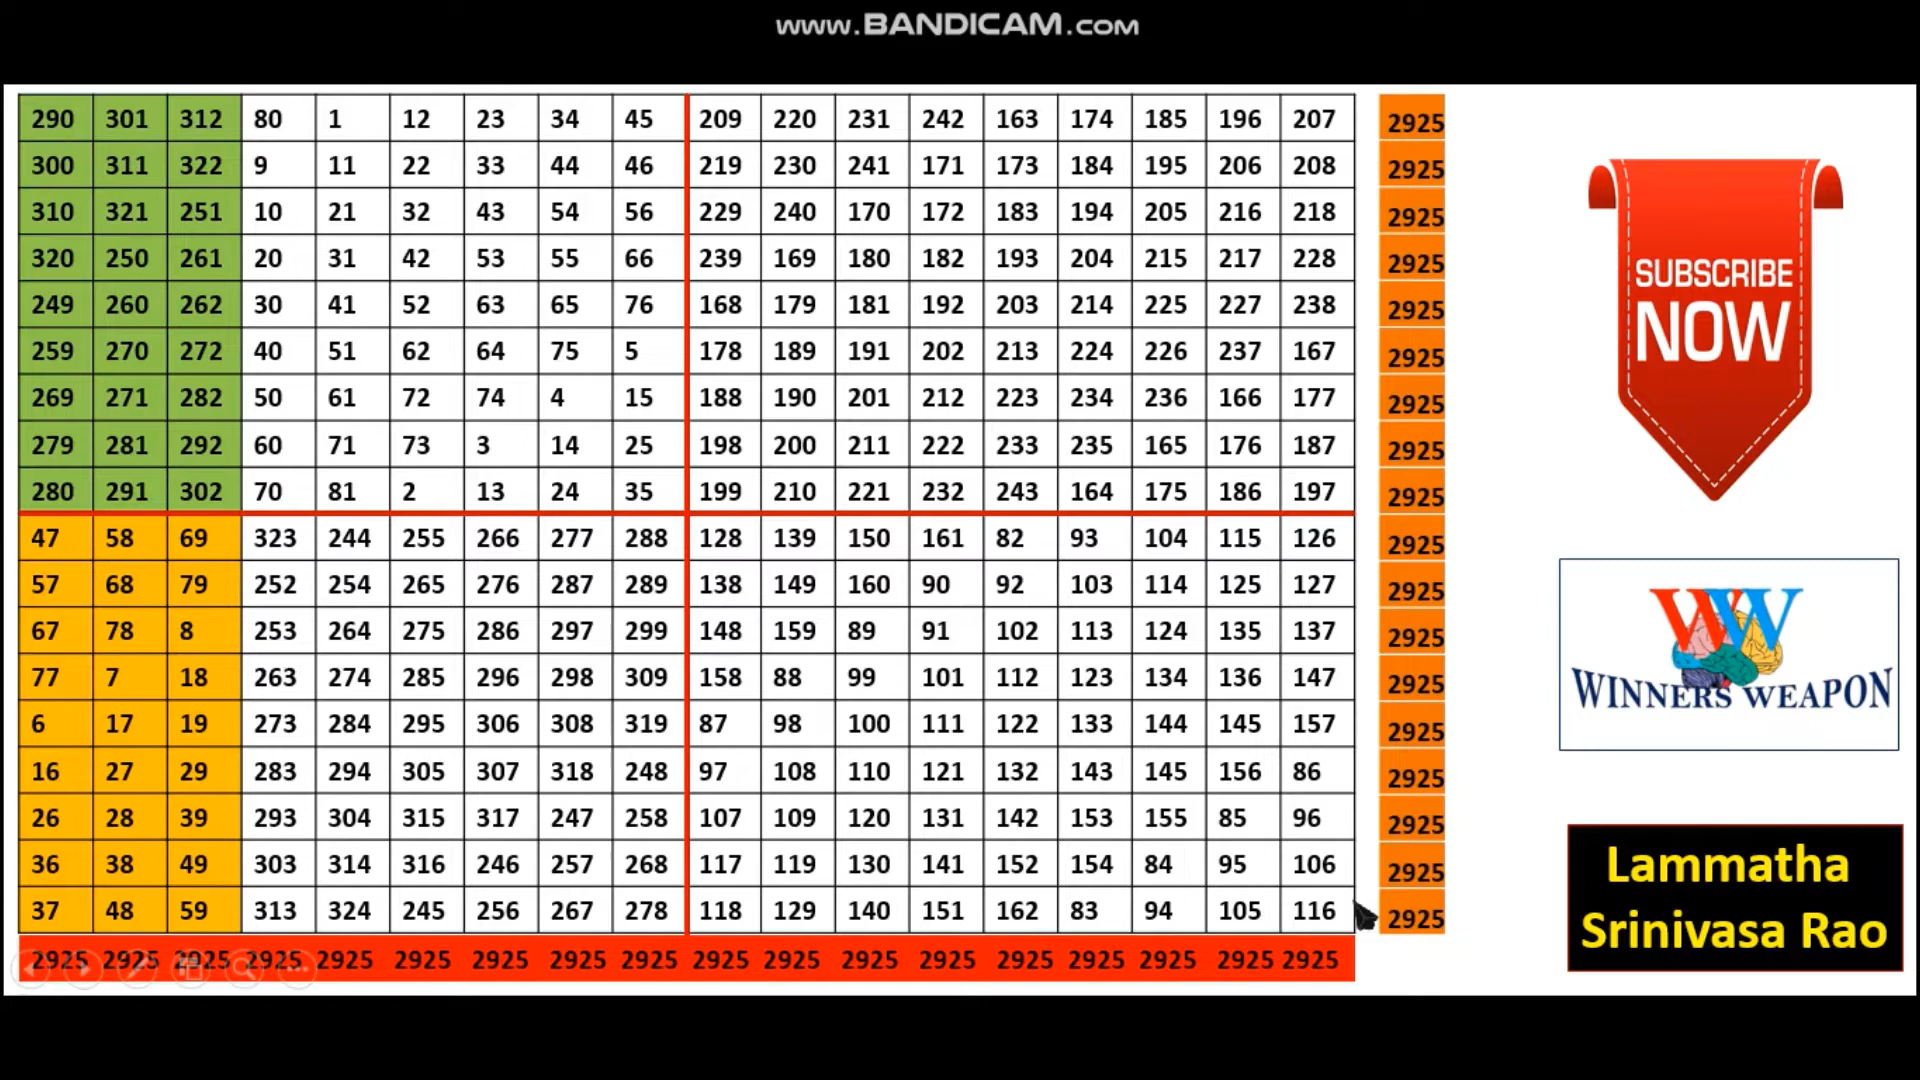 www.BANDICAM.com
290 301 312 80 1 12 23 34 45 209 220 231 242 163 174 185 196 207 2925
300 311 322 9 11 22 33 44 46 219 230 241 171 173 184 195 206 208 2925
310 321 251 10 21 32 43 54 56 229 240 170 172 183 194 205 216 218 2925
320 250 261 20 31 42 53 55 66 239 169 180 182 193 204 215 217 228 2925
249 260 262 30 41 52 63 65 76 168 179 181 192 203 214 225 227 238 2925
259 270 272 40 51 62 64 75 5 178 189 191 202 213 224 226 237 167 2925
269 271 282 50 61 72 74 4 15 188 190 201 212 223 234 236 166 177 2925
279 281 292 60 71 73 3 14 25 198 200 211 222 233 235 165 176 187 2925
280 291 302 70 81 2 13 24 35 199 210 221 232 243 164 175 186 197 2925
47 58 69 323 244 255 266 277 288 128 139 150 161 82 93 104 115 126 2925
57 68 79 252 254 265 276 287 289 138 149 160 90 92 103 114 125 127 2925
67 78 8 253 264 275 286 297 299 148 159 89 91 102 113 124 135 137 2925
77 7 18 263 274 285 296 298 309 158 88 99 101 112 123 134 136 147 2925
6 17 19 273 284 295 306 308 319 87 98 100 111 122 133 144 145 157 2925
16 27 29 283 294 305 307 318 248 97 108 110 121 132 143 145 156 86 2925
26 28 39 293 304 315 317 247 258 107 109 120 131 142 153 155 85 96 2925
36 38 49 303 314 316 246 257 268 117 119 130 141 152 154 84 95 106 2925
37 48 59 313 324 245 256 267 278 118 129 140 151 162 83 94 105 116 2925
2925 2925 2925 2925 2925 2925 2925 2925 2925 2925 2925 2925 2925 2925 2925 2925 2925 2925
SUBSCRIBE
NOW
WW
WINNERS WEAPON
Lammatha
Srinivasa Rao